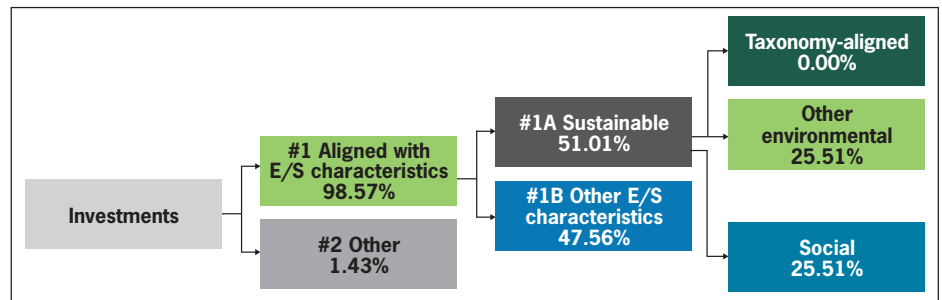 Investments
#1 Aligned with
E/S characteristics
98.57%
#2 Other
1.43%
#1A Sustainable
51.01%
#1B Other E/S
characteristics
47.56%
Taxonomy-aligned
0.00%
Other
environmental
25.51%
Social
25.51%